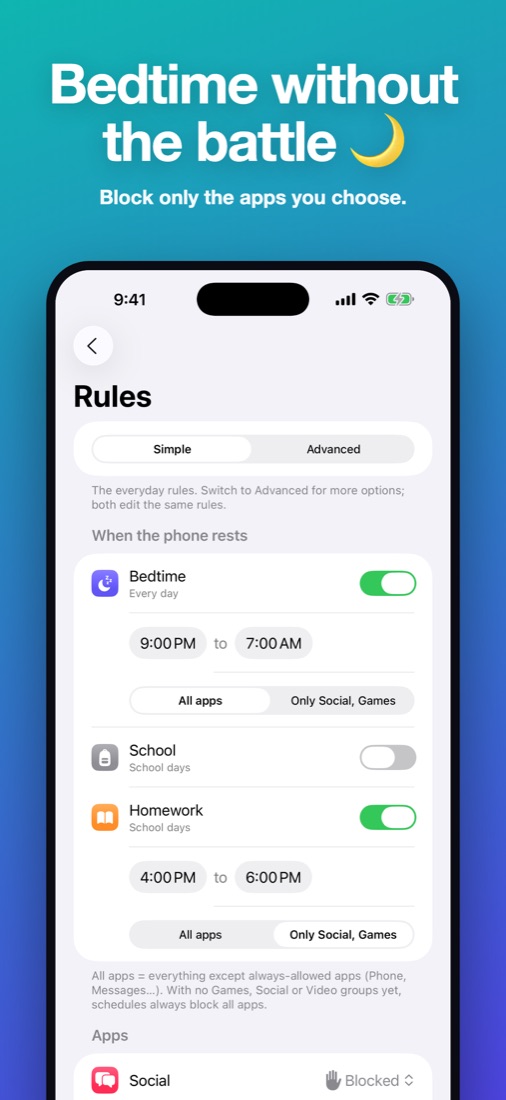 Bedtime without
the battle 🌙
Block only the apps you choose.
9:41
Rules
Simple
Advanced
The everyday rules. Switch to Advanced for more options;
both edit the same rules.
When the phone rests
Bedtime
Every day
9:00 PM to 7:00 AM
All apps
Only Social, Games
School
School days
Homework
School days
4:00 PM to 6:00 PM
All apps
Only Social, Games
All apps = everything except always-allowed apps (Phone,
Messages...). With no Games, Social or Video groups yet,
schedules always block all apps.
Apps
Social
Blocked